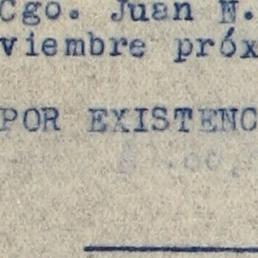 Cgo. Juan N.
viembre próx
POR EXISTENC